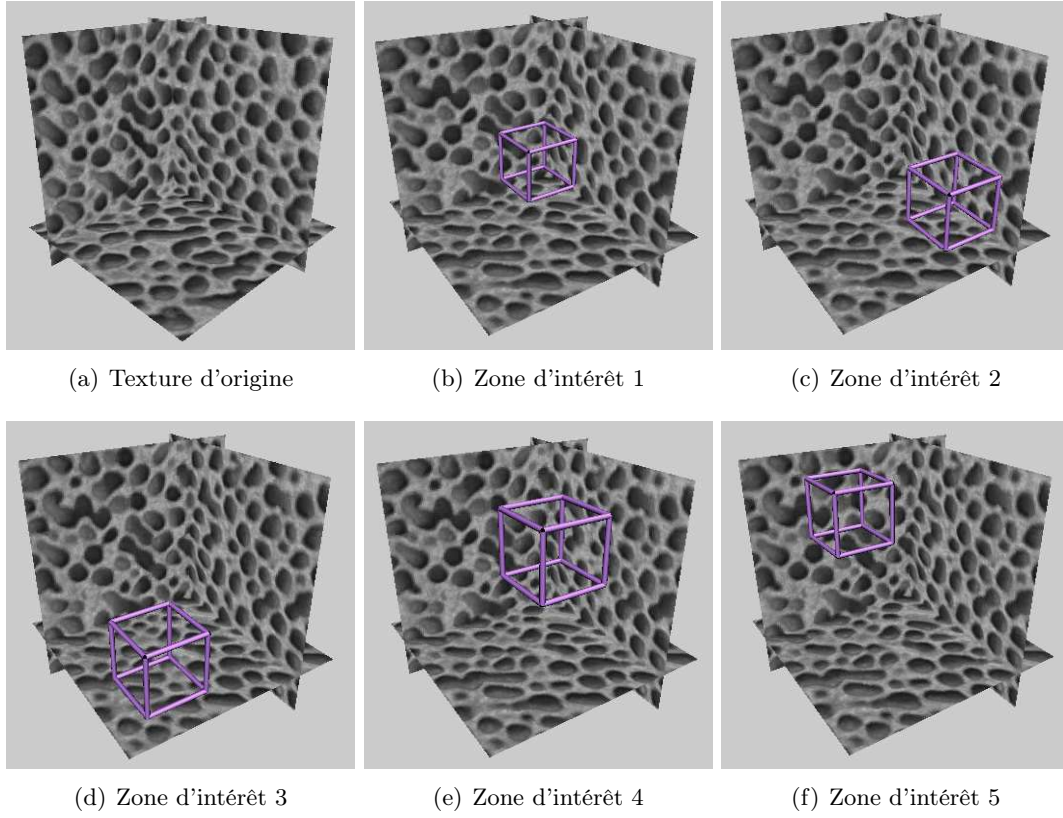 (a) Texture d'origine
(b) Zone d'intérêt 1
(c) Zone d'intérêt 2
(d) Zone d'intérêt 3
(e) Zone d'intérêt 4
(f) Zone d'intérêt 5